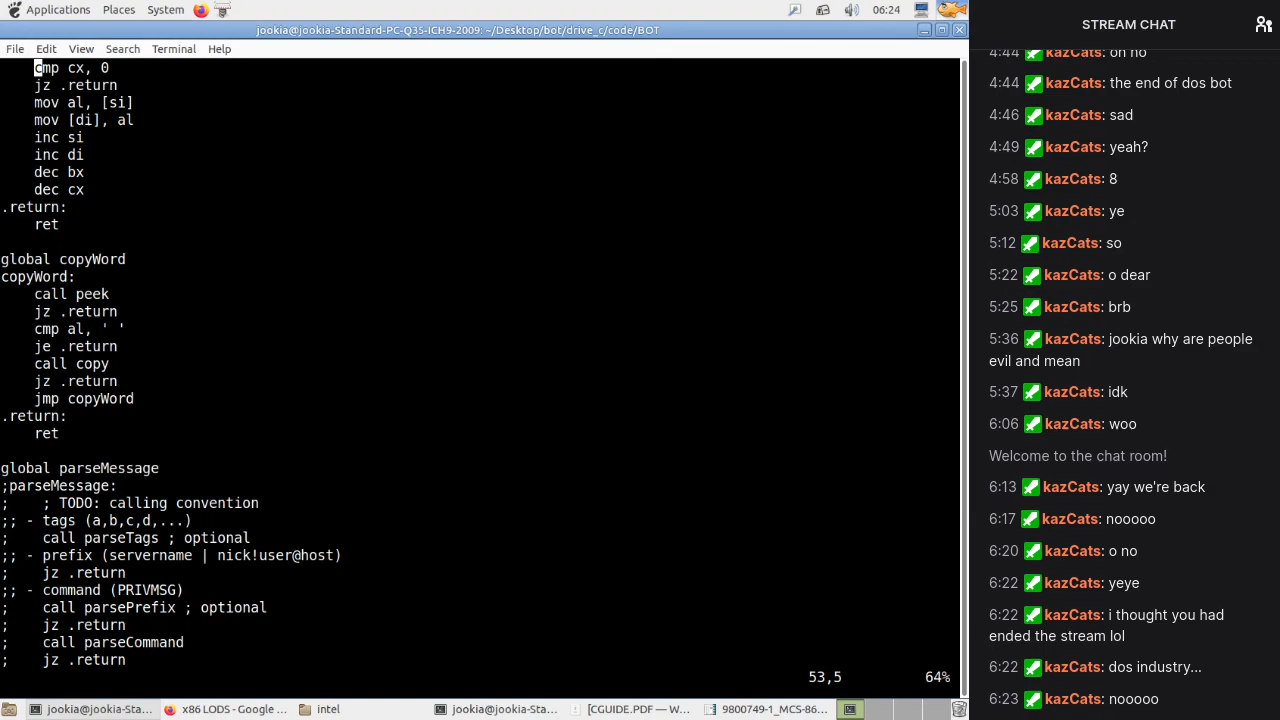 Applications Places System 06:24
jookia@jookia-Standard-PC-Q35-ICH9-2009: ~/Desktop/bot/drive_c/code/BOT
File Edit View Search Terminal Help
cmp cx, 0
jz .return
mov al, [si]
mov [di], al
inc si
inc di
dec bx
dec cx
.return:
ret
global copyWord
copyWord:
call peek
jz .return
cmp al, ' '
je .return
call copy
jz .return
jmp copyWord
.return:
ret
global parseMessage
;parseMessage:
; ; TODO: calling convention
;; - tags (a,b,c,d,...)
; call parseTags ; optional
;; - prefix (servername | nick!user@host)
; jz .return
;; - command (PRIVMSG)
; call parsePrefix ; optional
; jz .return
; call parseCommand
; jz .return
53,5 64%
jookia@jookia-Sta... x86 LODS - Google ... intel jookia@jookia-Sta... [CGUIDE.PDF — W... 9800749-1_MCS-86...
STREAM CHAT
4:44 kazCats: oh no
4:44 kazCats: the end of dos bot
4:46 kazCats: sad
4:49 kazCats: yeah?
4:58 kazCats: 8
5:03 kazCats: ye
5:12 kazCats: so
5:22 kazCats: o dear
5:25 kazCats: brb
5:36 kazCats: jookia why are people
evil and mean
5:37 kazCats: idk
6:06 kazCats: woo
Welcome to the chat room!
6:13 kazCats: yay we're back
6:17 kazCats: nooooo
6:20 kazCats: o no
6:22 kazCats: yeye
6:22 kazCats: i thought you had
ended the stream lol
6:22 kazCats: dos industry...
6:23 kazCats: nooooo